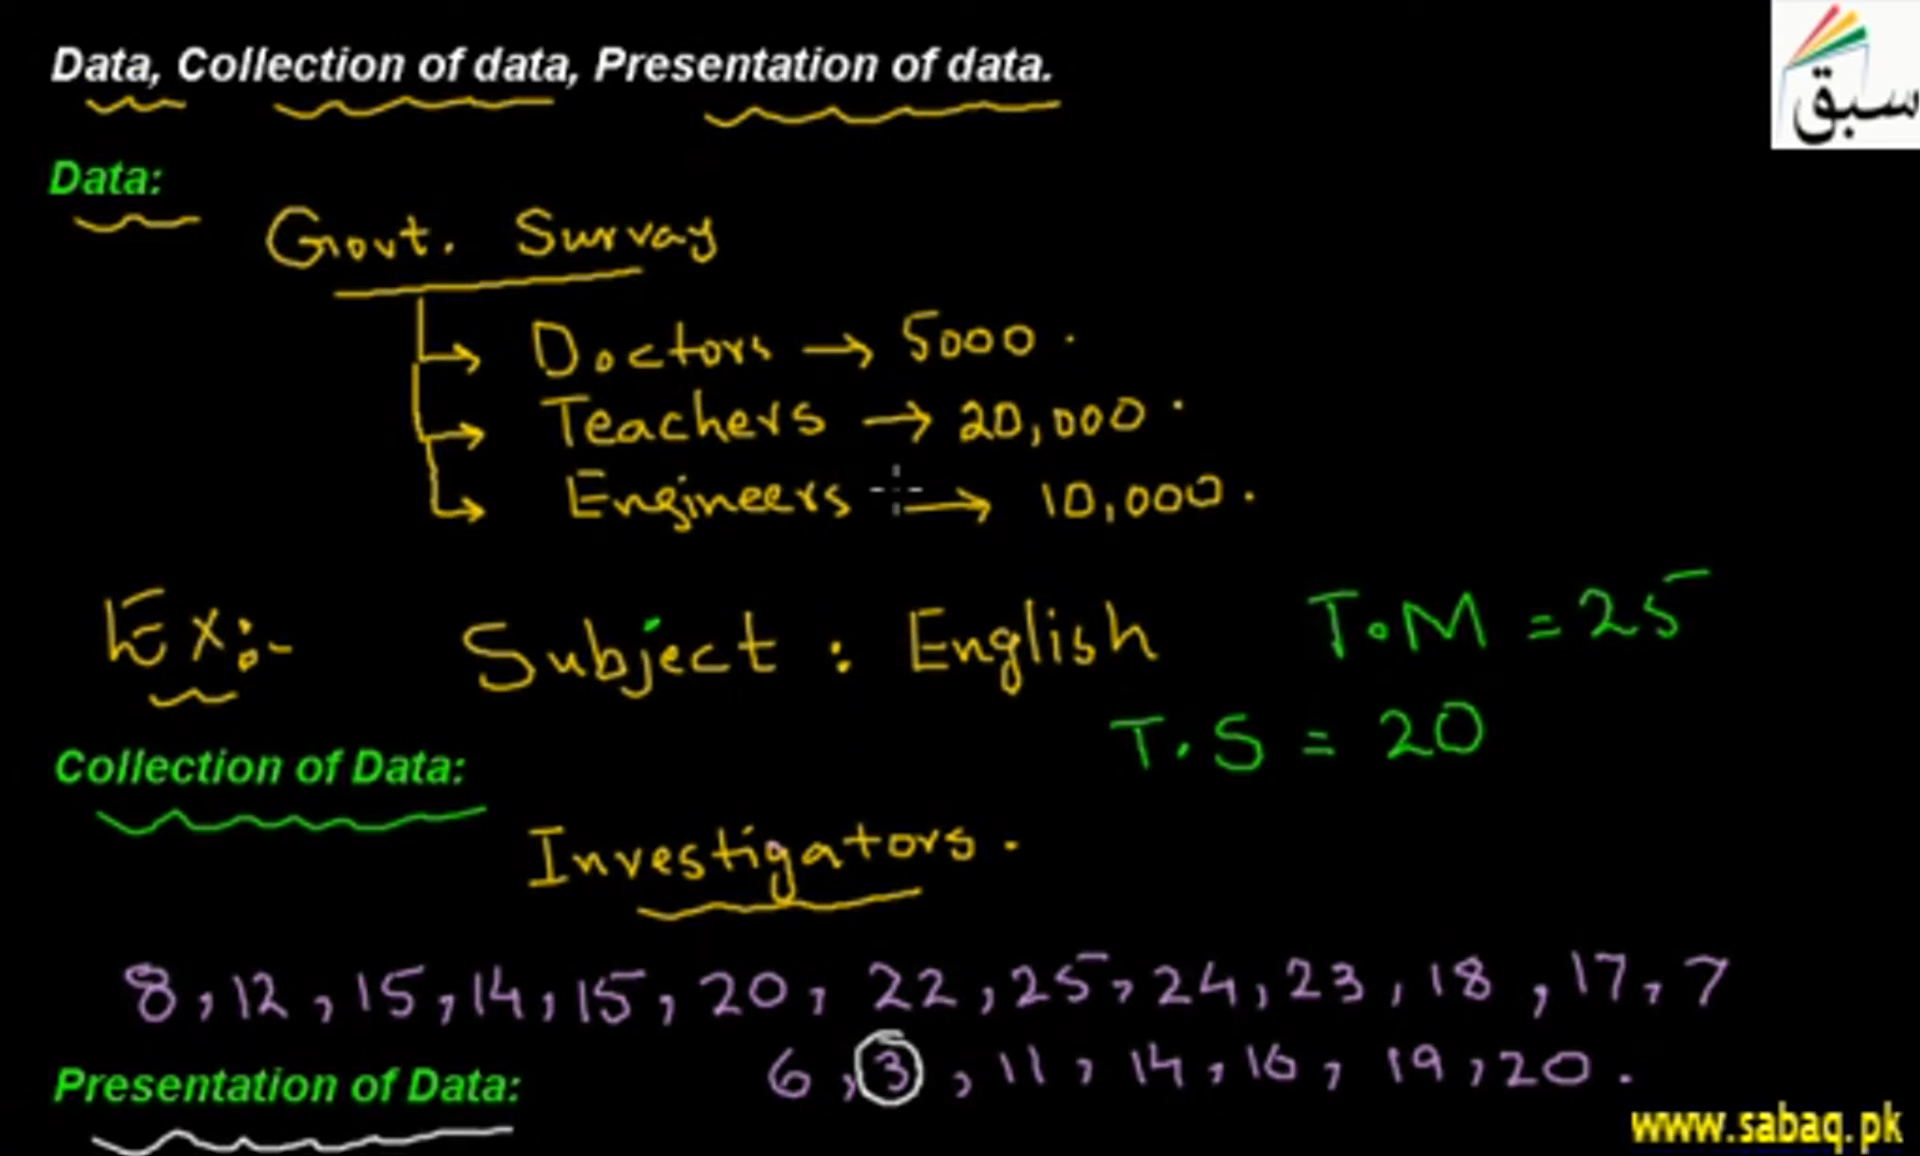 Data, Collection of data, Presentation of data.
سبق
Data:
Govt. Survay
Doctors → 5000.
Teachers → 20,000.
Engineers → 10,000.
Ex:- Subject : English T.M = 25
T.S = 20
Collection of Data:
Investigators.
8, 12, 15, 14, 15, 20, 22, 25, 24, 23, 18, 17, 7
6, 3, 11, 14, 16, 19, 20.
Presentation of Data:
www.sabaq.pk